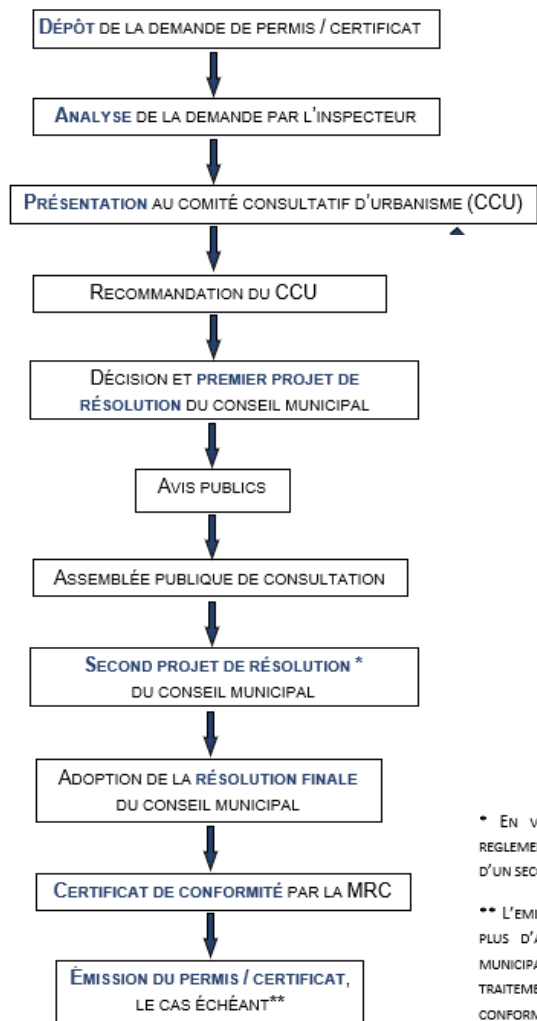 DÉPÔT DE LA DEMANDE DE PERMIS / CERTIFICAT
ANALYSE DE LA DEMANDE PAR L'INSPECTEUR
PRÉSENTATION AU COMITÉ CONSULTATIF D'URBANISME (CCU)
RECOMMANDATION DU CCU
DÉCISION ET PREMIER PROJET DE
RÉSOLUTION DU CONSEIL MUNICIPAL
AVIS PUBLICS
ASSEMBLÉE PUBLIQUE DE CONSULTATION
SECOND PROJET DE RÉSOLUTION *
DU CONSEIL MUNICIPAL
ADOPTION DE LA RÉSOLUTION FINALE
DU CONSEIL MUNICIPAL
CERTIFICAT DE CONFORMITÉ PAR LA MRC
ÉMISSION DU PERMIS / CERTIFICAT,
LE CAS ÉCHÉANT**
* EN
D'UN
** L'
PLUS